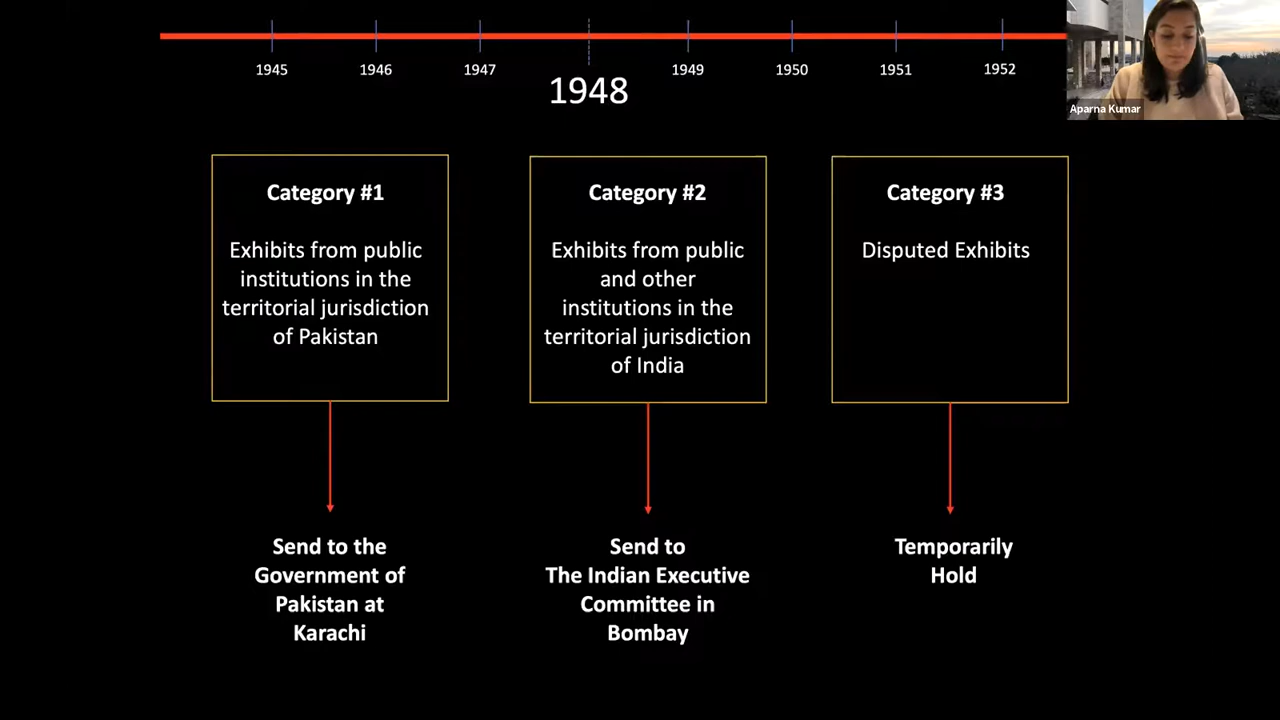 1945 1946 1947 1948 1949 1950 1951 1952
Aparna Kumar
Category #1
Exhibits from public
institutions in the
territorial jurisdiction
of Pakistan
Send to the
Government of
Pakistan at
Karachi
Category #2
Exhibits from public
and other
institutions in the
territorial jurisdiction
of India
Send to
The Indian Executive
Committee in
Bombay
Category #3
Disputed Exhibits
Temporarily
Hold